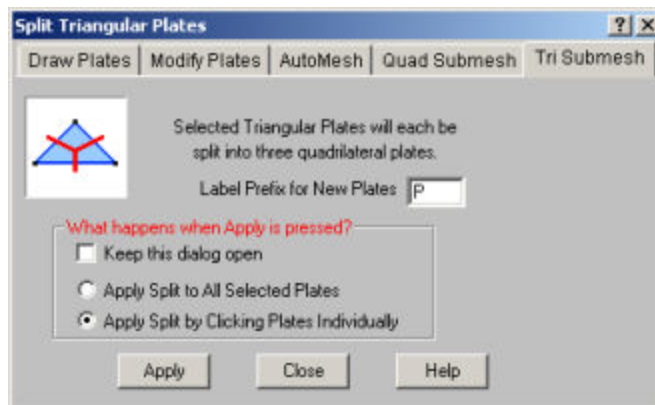 Split Triangular Plates
Draw Plates Modify Plates AutoMesh Quad Submesh Tri Submesh
Selected Triangular Plates will each be
split into three quadrilateral plates.
Label Prefix for New Plates P
What happens when Apply is pressed?
Keep this dialog open
Apply Split to All Selected Plates
Apply Split by Clicking Plates Individually
Apply Close Help